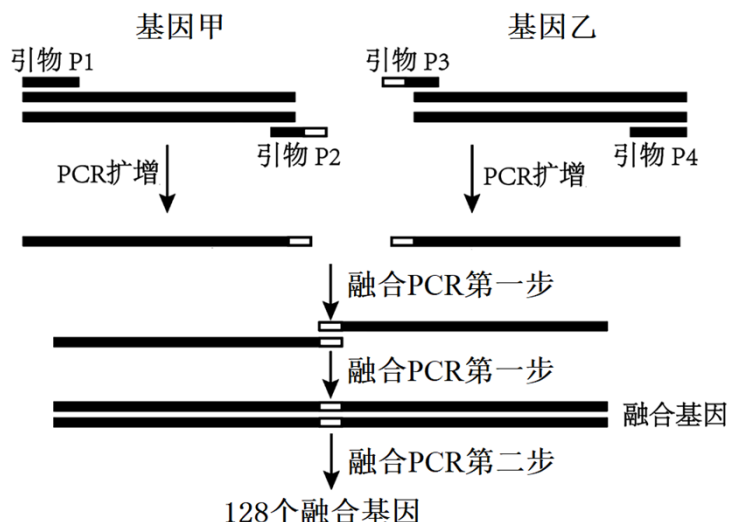 基因甲
基因乙
引物 P1
引物 P3
引物 P2
引物 P4
PCR扩增
PCR扩增
融合PCR第一步
融合PCR第一步
融合基因
融合PCR第二步
128个融合基因